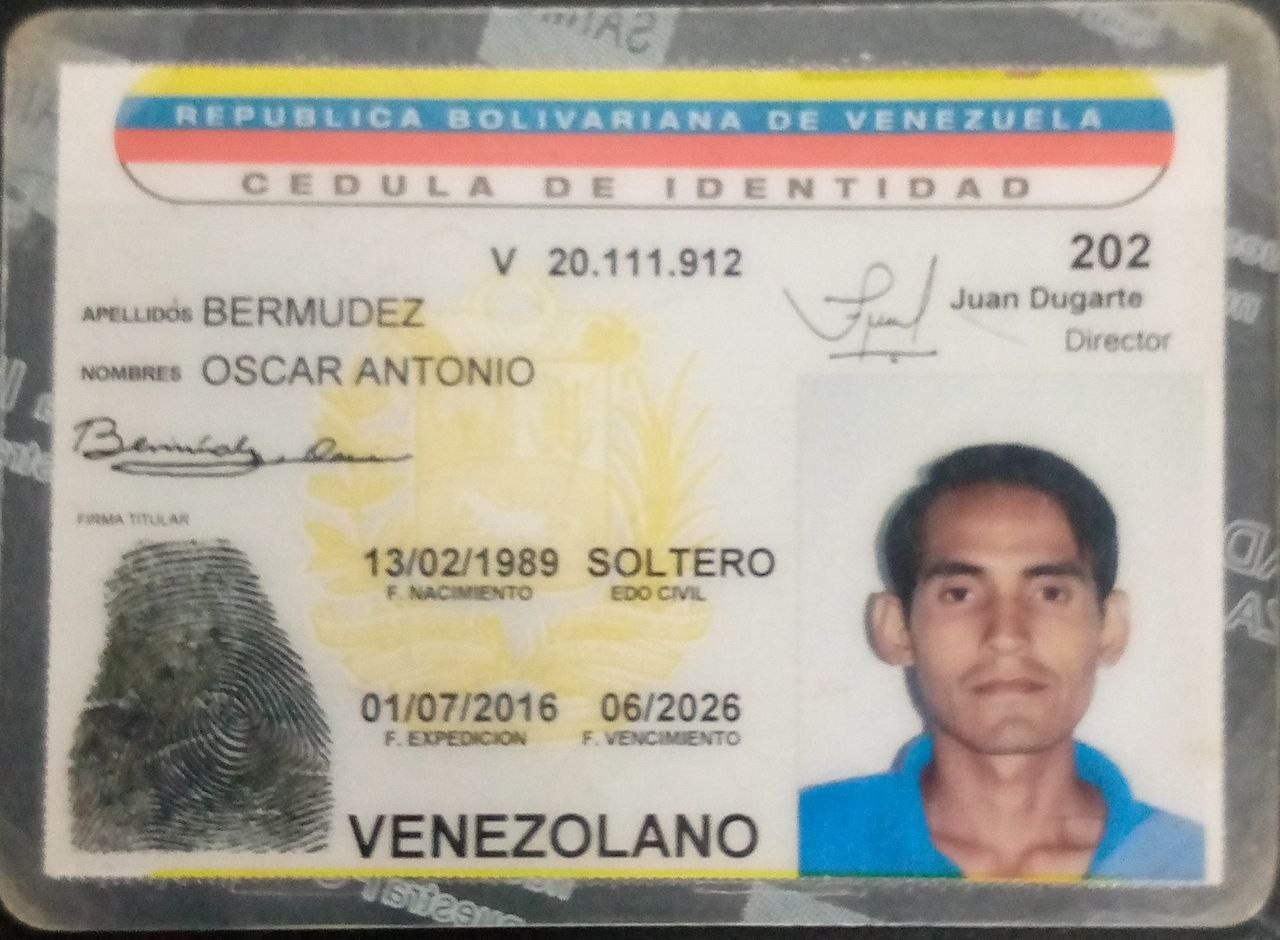 REPUBLICA BOLIVARIANA DE VENEZUELA
CEDULA DE IDENTIDAD
V 20.111.912
202
Juan Dugarte
Director
APELLIDOS BERMUDEZ
NOMBRES OSCAR ANTONIO
FIRMA TITULAR
13/02/1989 SOLTERO
F. NACIMIENTO EDO CIVIL
01/07/2016 06/2026
F. EXPEDICION F. VENCIMIENTO
VENEZOLANO